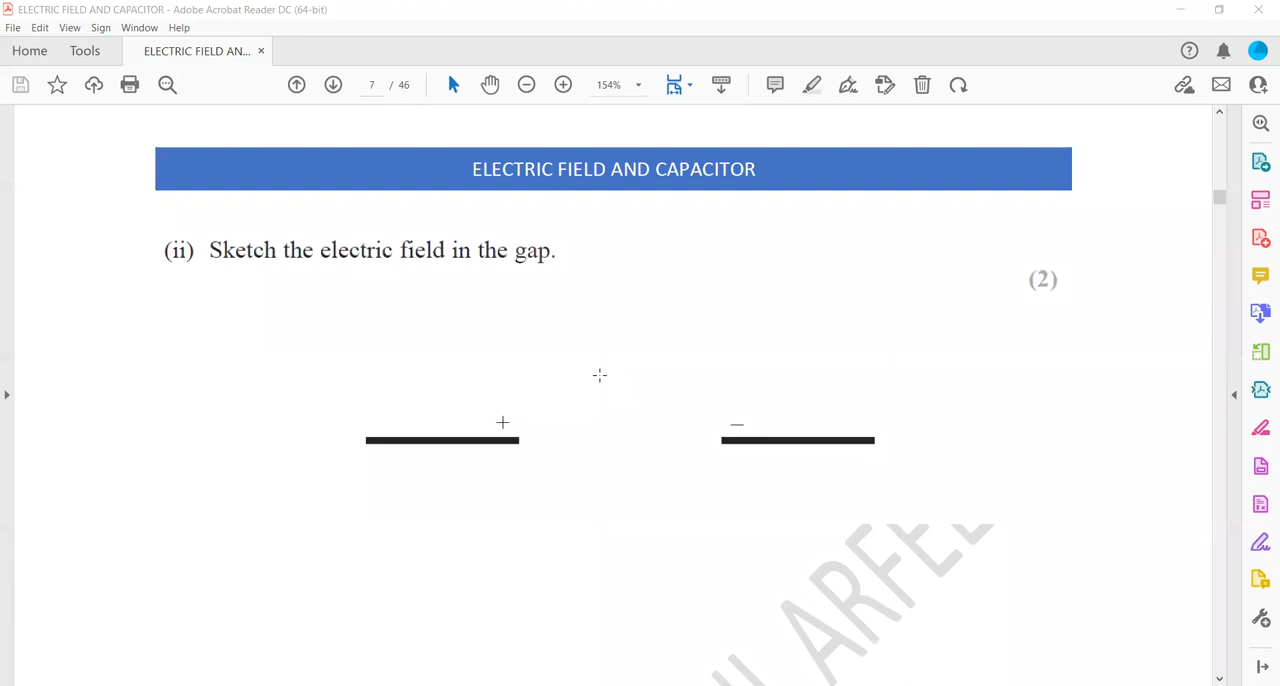 ELECTRIC FIELD AND CAPACITOR - Adobe Acrobat Reader DC (64-bit)
File Edit View Sign Window Help
Home Tools ELECTRIC FIELD AN... ×
7 / 46 154%
ELECTRIC FIELD AND CAPACITOR
(ii) Sketch the electric field in the gap.
(2)
+ −